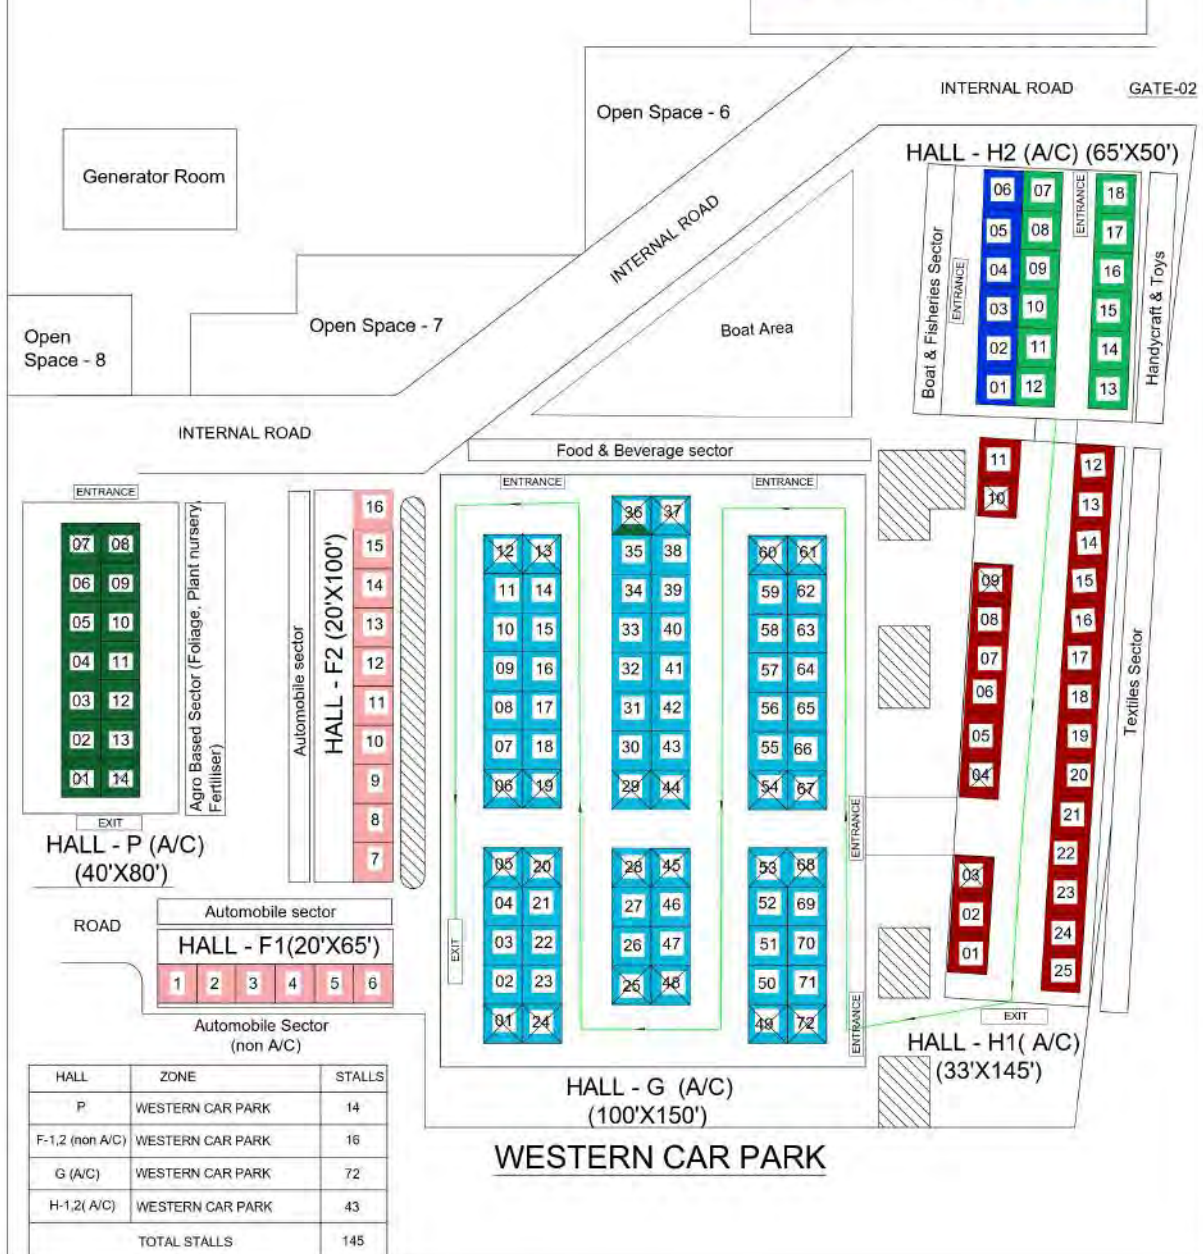 INTERNAL ROAD
GATE-02
Open Space - 6
Generator Room
HALL - H2 (A/C) (65'X50')
Boat & Fisheries Sector
ENTRANCE
06 07
05 08
04 09
03 10
02 11
01 12
ENTRANCE
18
17
16
15
14
13
Handycraft & Toys
INTERNAL ROAD
Open Space - 7
Boat Area
Open
Space - 8
INTERNAL ROAD
Food & Beverage sector
ENTRANCE
07 08
06 09
05 10
04 11
03 12
02 13
01 14
EXIT
Agro Based Sector (Foliage, Plant nursery,
Fertiliser)
HALL - P (A/C)
(40'X80')
Automobile sector
HALL - F2 (20'X100')
16
15
14
13
12
11
10
9
8
7
ROAD
Automobile sector
HALL - F1(20'X65')
1 2 3 4 5 6
Automobile Sector
(non A/C)
ENTRANCE
ENTRANCE
12 13
11 14
10 15
09 16
08 17
07 18
06 19
05 20
04 21
03 22
02 23
01 24
36 37
35 38
34 39
33 40
32 41
31 42
30 43
29 44
28 45
27 46
26 47
25 48
60 61
59 62
58 63
57 64
56 65
55 66
54 67
53 68
52 69
51 70
50 71
49 72
EXIT
ENTRANCE
ENTRANCE
HALL - G (A/C)
(100'X150')
11
10
09
08
07
06
05
04
03
02
01
12
13
14
15
16
17
18
19
20
21
22
23
24
25
Textiles Sector
EXIT
HALL - H1( A/C)
(33'X145')
WESTERN CAR PARK
HALL ZONE STALLS
P WESTERN CAR PARK 14
F-1,2 (non A/C) WESTERN CAR PARK 16
G (A/C) WESTERN CAR PARK 72
H-1,2( A/C) WESTERN CAR PARK 43
TOTAL STALLS 145